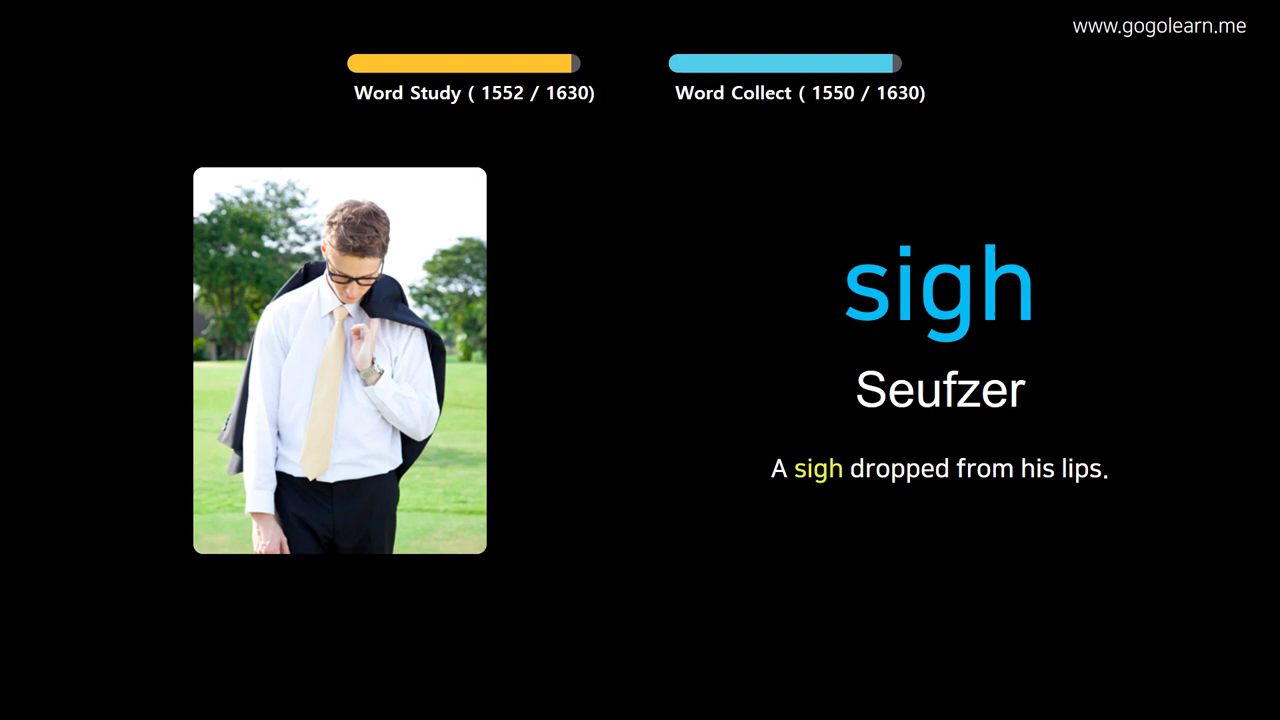 www.gogolearn.me
Word Study ( 1552 / 1630)
Word Collect ( 1550 / 1630)
sigh
Seufzer
A sigh dropped from his lips.